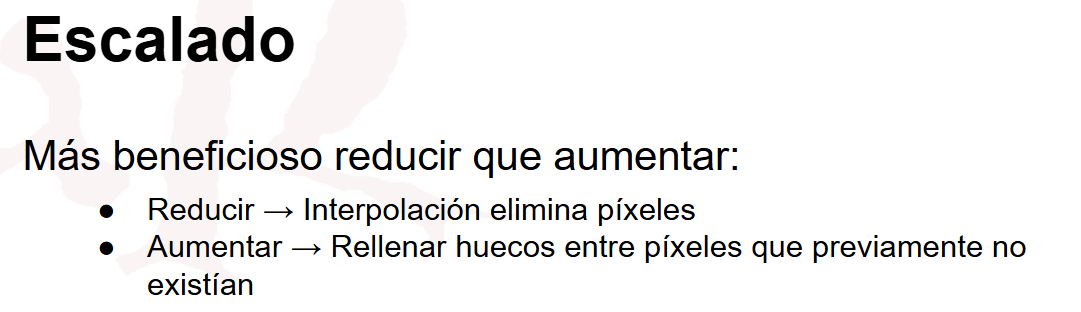 Escalado
Más beneficioso reducir que aumentar:
● Reducir → Interpolación elimina píxeles
● Aumentar → Rellenar huecos entre píxeles que previamente no
existían